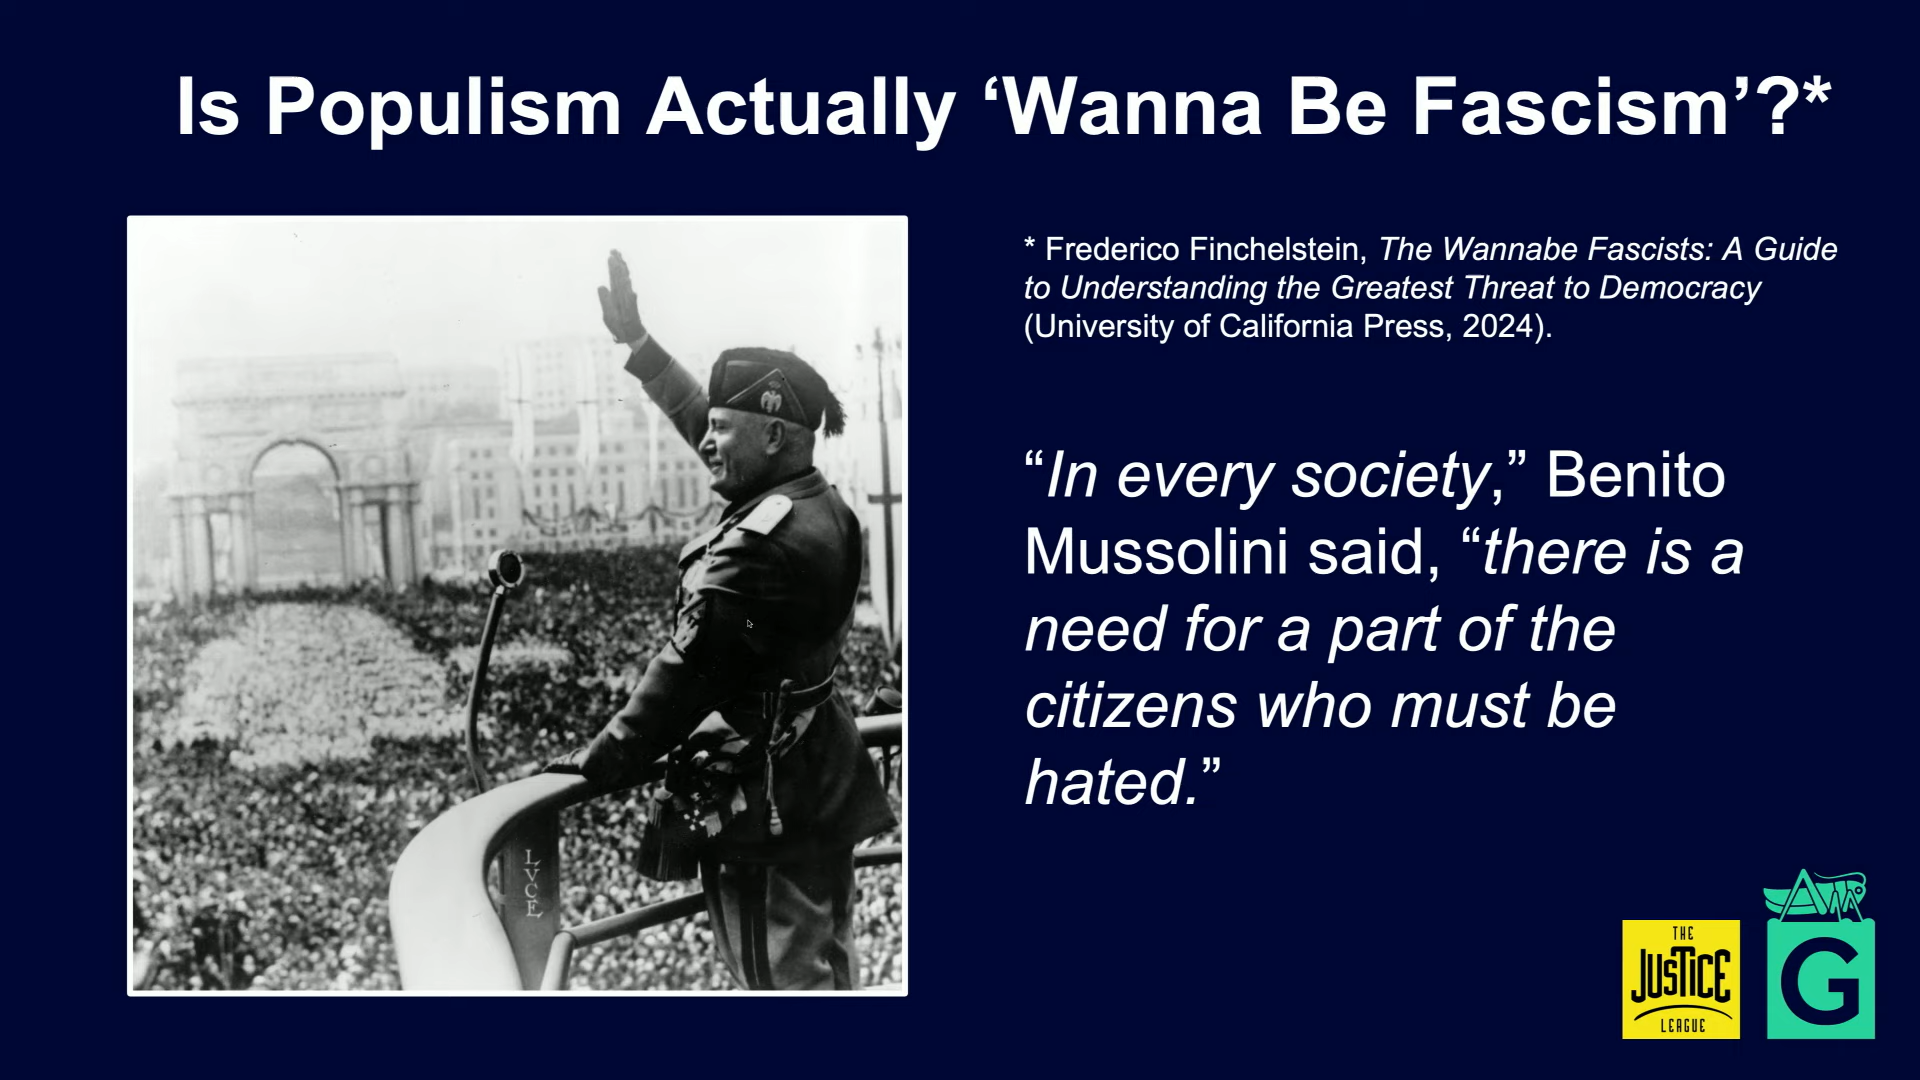 Is Populism Actually ‘Wanna Be Fascism’?*
* Frederico Finchelstein, The Wannabe Fascists: A Guide
to Understanding the Greatest Threat to Democracy
(University of California Press, 2024).
“In every society,” Benito
Mussolini said, “there is a
need for a part of the
citizens who must be
hated.”
LVCE
THE
JUSTICE
LEAGUE
G